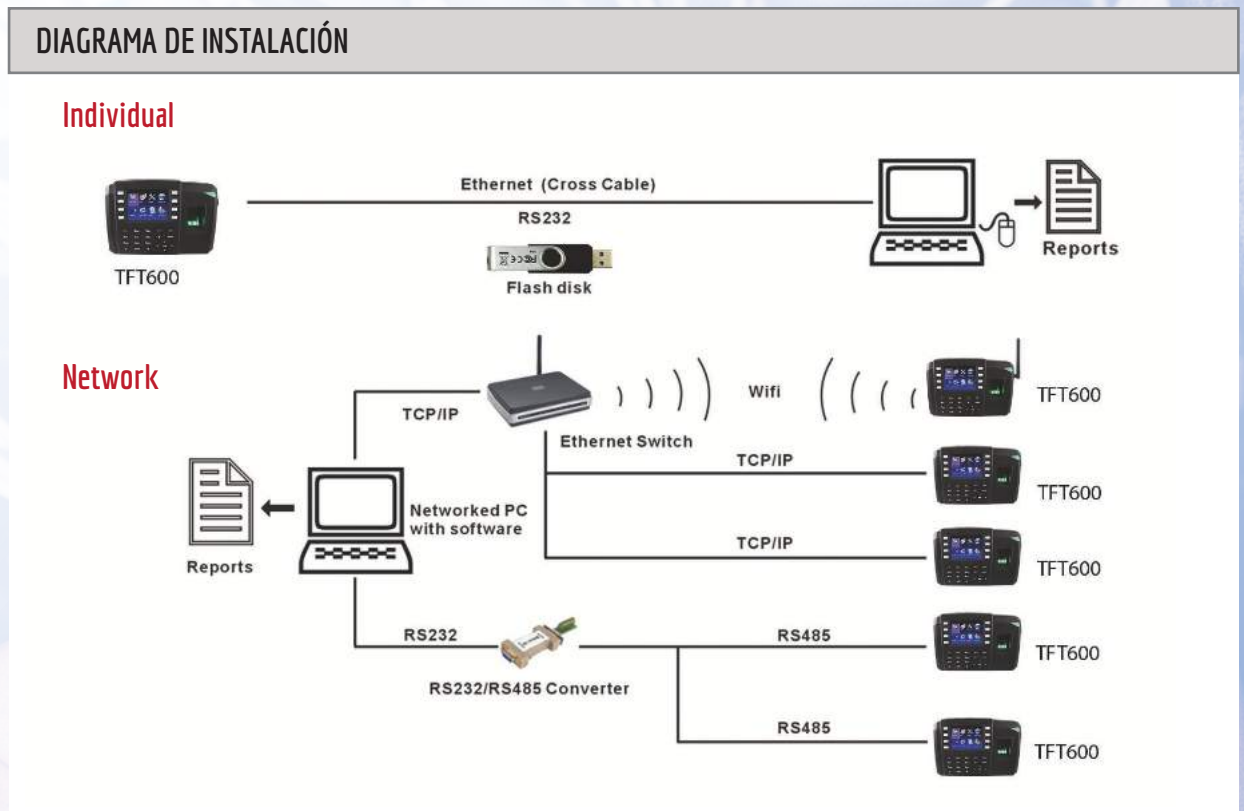 DIAGRAMA DE INSTALACIÓN
Individual
Ethernet (Cross Cable)
RS232
TFT600
Flash disk
Reports
Network
TCP/IP
Wifi
TFT600
Ethernet Switch
TCP/IP
TFT600
Networked PC
with software
Reports
TCP/IP
TFT600
RS232
RS485
TFT600
RS232/RS485 Converter
RS485
TFT600